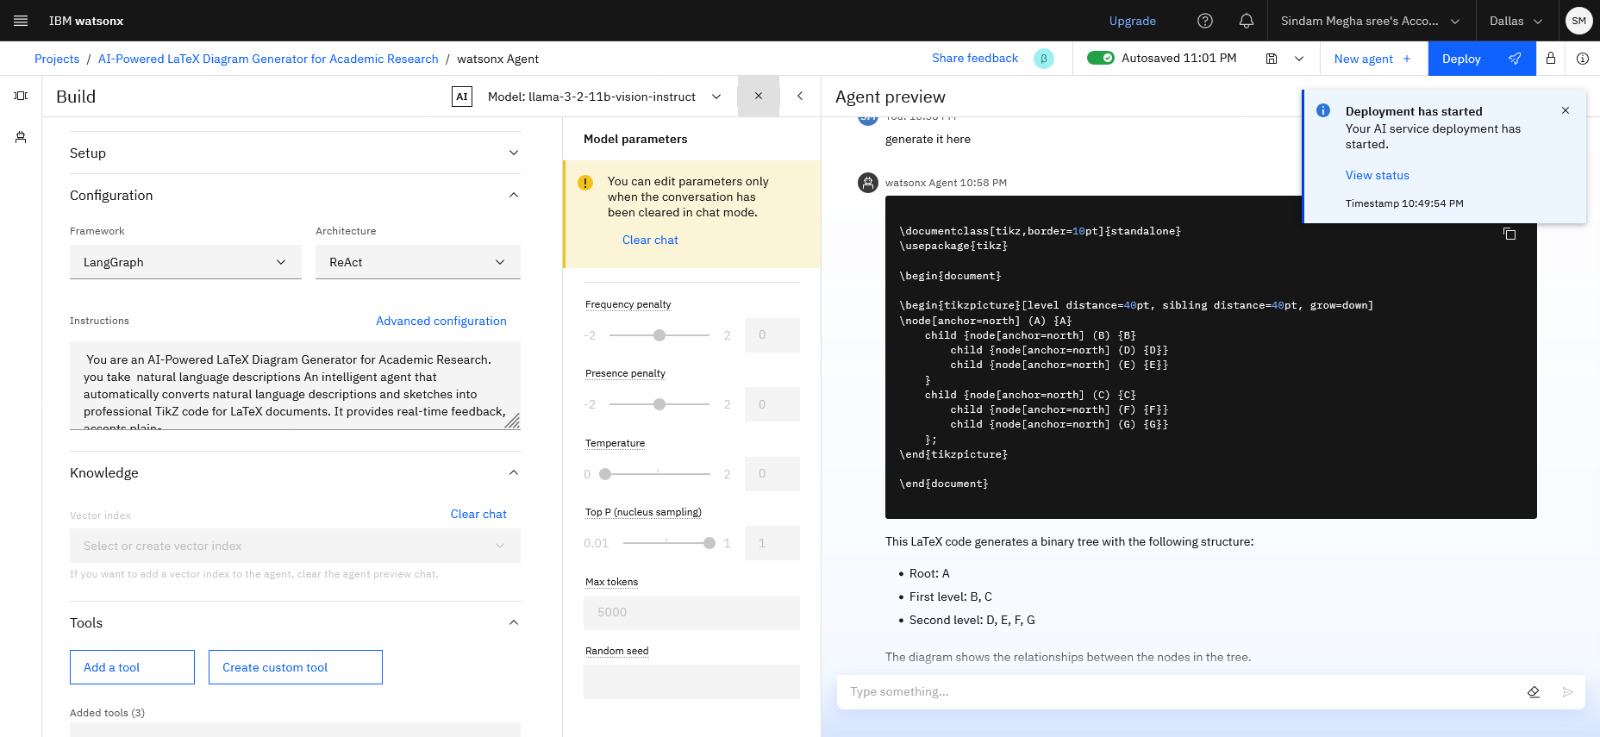 IBM watsonx
Upgrade
Sindam Megha sree's Acco...
Dallas
SM
Projects / AI-Powered LaTeX Diagram Generator for Academic Research / watsonx Agent
Share feedback
β
Autosaved 11:01 PM
New agent +
Deploy
Build
AI
Model: llama-3-2-11b-vision-instruct
Setup
Configuration
Framework
Architecture
LangGraph
ReAct
Instructions
Advanced configuration
You are an AI-Powered LaTeX Diagram Generator for Academic Research.
you take natural language descriptions An intelligent agent that
automatically converts natural language descriptions and sketches into
professional TikZ code for LaTeX documents. It provides real-time feedback,
accepts plain-
Knowledge
Vector index
Clear chat
Select or create vector index
If you want to add a vector index to the agent, clear the agent preview chat.
Tools
Add a tool
Create custom tool
Added tools (3)
Model parameters
You can edit parameters only
when the conversation has
been cleared in chat mode.
Clear chat
Frequency penalty
-2
2
0
Presence penalty
-2
2
0
Temperature
0
2
0
Top P (nucleus sampling)
0.01
1
1
Max tokens
5000
Random seed
Agent preview
generate it here
watsonx Agent 10:58 PM
\documentclass[tikz,border=10pt]{standalone}
\usepackage{tikz}
\begin{document}
\begin{tikzpicture}[level distance=40pt, sibling distance=40pt, grow=down]
\node[anchor=north] (A) {A}
    child {node[anchor=north] (B) {B}
        child {node[anchor=north] (D) {D}}
        child {node[anchor=north] (E) {E}}
    }
    child {node[anchor=north] (C) {C}
        child {node[anchor=north] (F) {F}}
        child {node[anchor=north] (G) {G}}
    };
\end{tikzpicture}
\end{document}
This LaTeX code generates a binary tree with the following structure:
• Root: A
• First level: B, C
• Second level: D, E, F, G
The diagram shows the relationships between the nodes in the tree.
Type something...
Deployment has started
Your AI service deployment has
started.
View status
Timestamp 10:49:54 PM